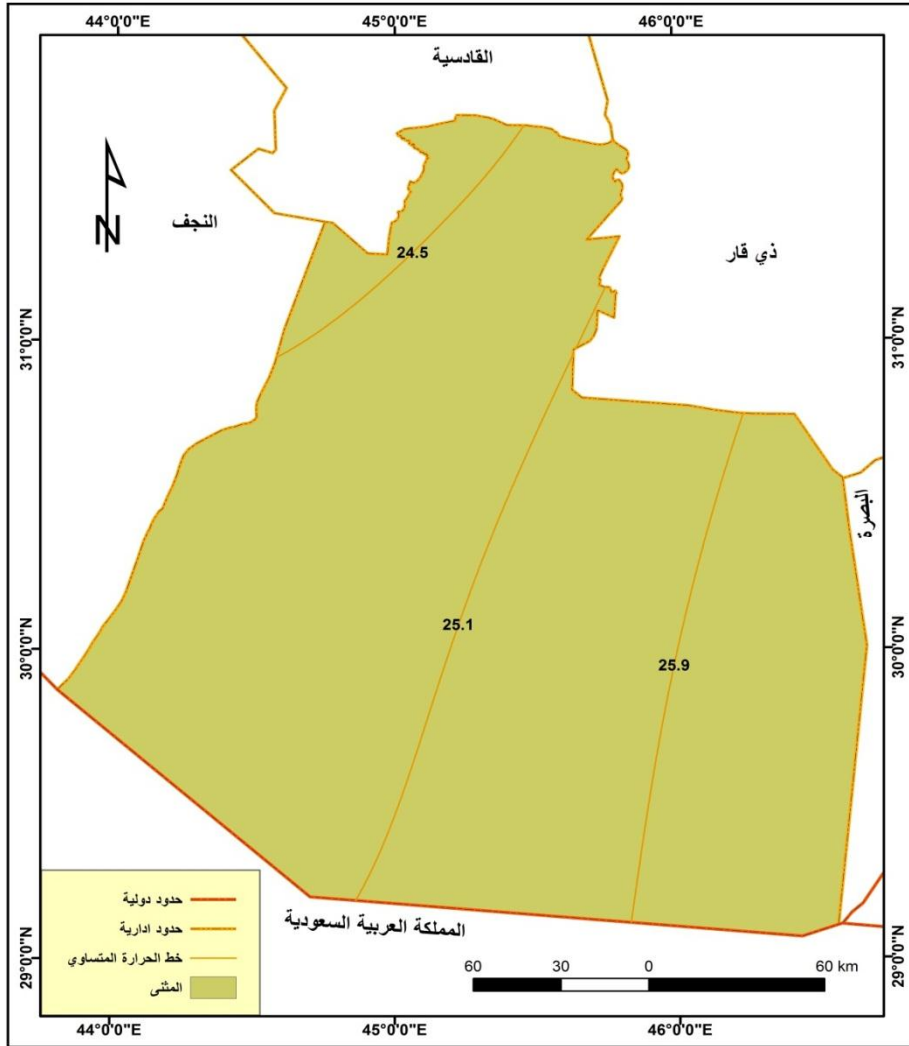 44°0'0"E
45°0'0"E
46°0'0"E
القادسية
النجف
ذي قار
N
24.5
31°0'0"N
31°0'0"N
البصرة
25.1
25.9
30°0'0"N
30°0'0"N
المملكة العربية السعودية
حدود دولية
حدود ادارية
خط الحرارة المتساوي
المثنى
29°0'0"N
29°0'0"N
60 30 0 60 km
44°0'0"E
45°0'0"E
46°0'0"E